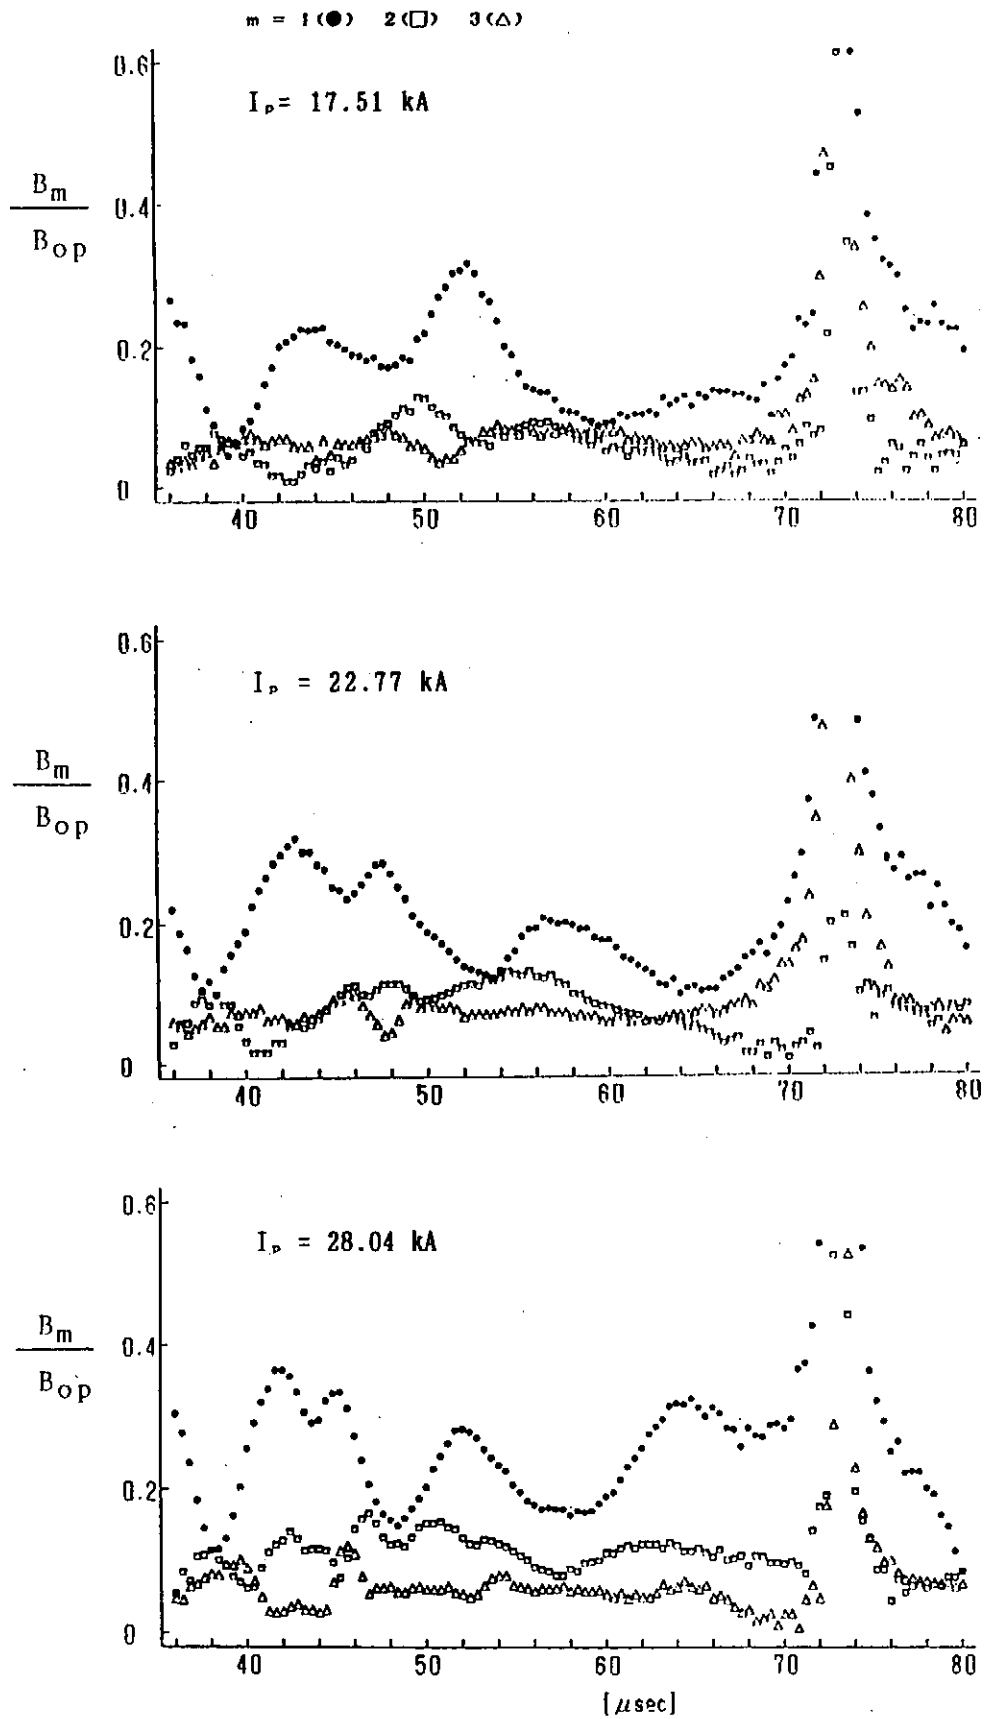 m = 1(●) 2(□) 3(△)
I_p= 17.51 kA
B_m
B_op
0.6
0.4
0.2
0
40 50 60 70 80
I_p = 22.77 kA
B_m
B_op
0.6
0.4
0.2
0
40 50 60 70 80
I_p = 28.04 kA
B_m
B_op
0.6
0.4
0.2
0
40 50 60 70 80
[μsec]